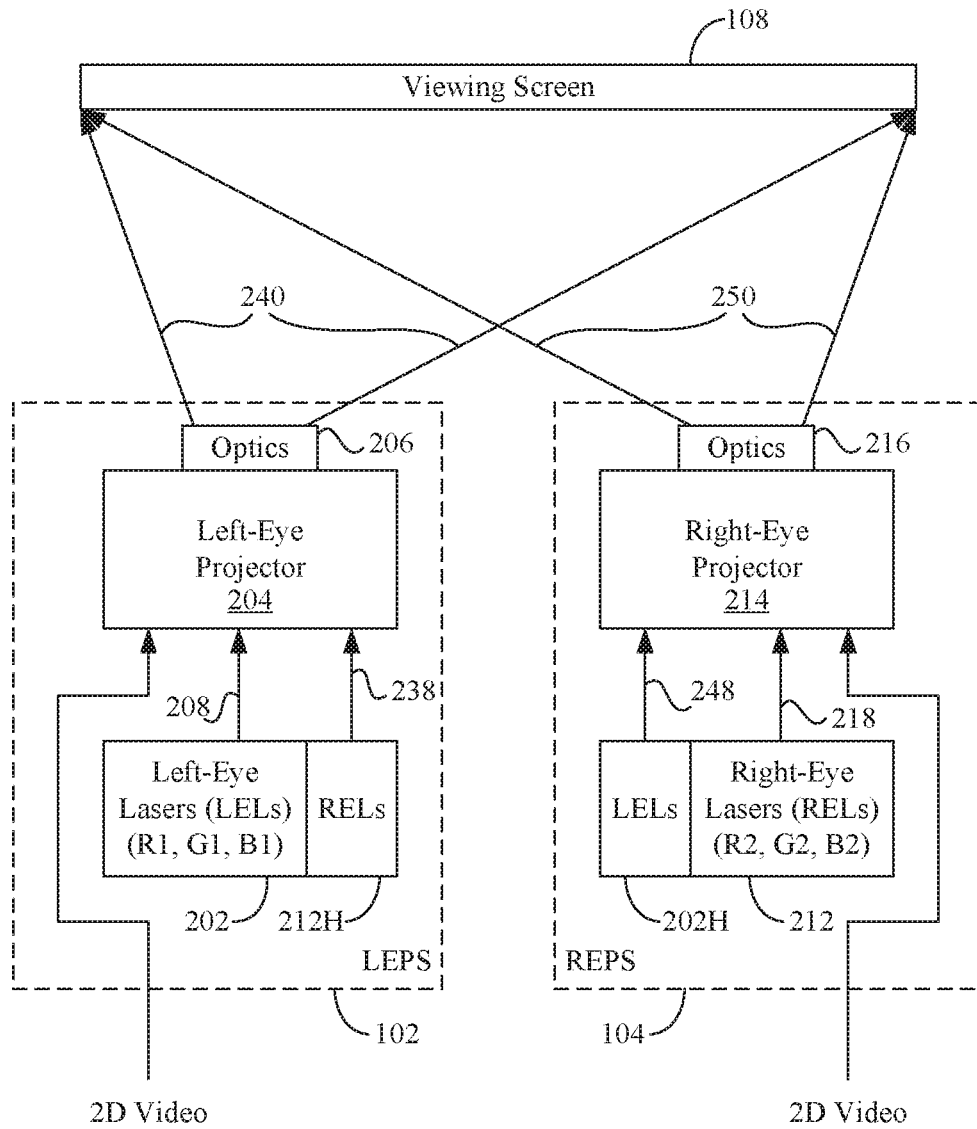 108
Viewing Screen
240
250
Optics
206
Optics
216
Left-Eye
Projector
204
Right-Eye
Projector
214
208
238
248
218
Left-Eye
Lasers (LELs)
(R1, G1, B1)
RELs
LELs
Right-Eye
Lasers (RELs)
(R2, G2, B2)
202
212H
202H
212
LEPS
REPS
102
104
2D Video
2D Video